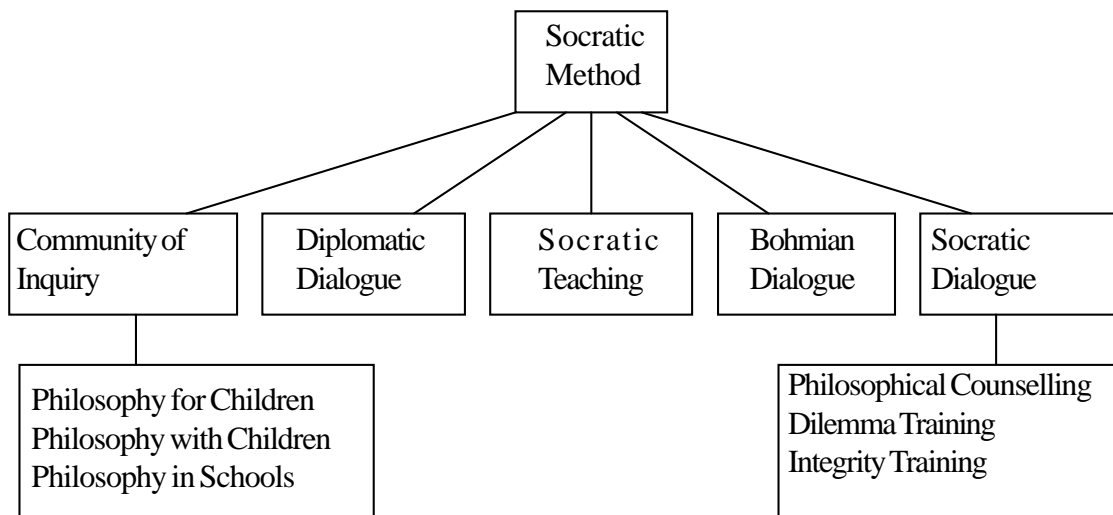 Socratic
Method
Community of
Inquiry
Diplomatic
Dialogue
Socratic
Teaching
Bohmian
Dialogue
Socratic
Dialogue
Philosophy for Children
Philosophy with Children
Philosophy in Schools
Philosophical Counselling
Dilemma Training
Integrity Training